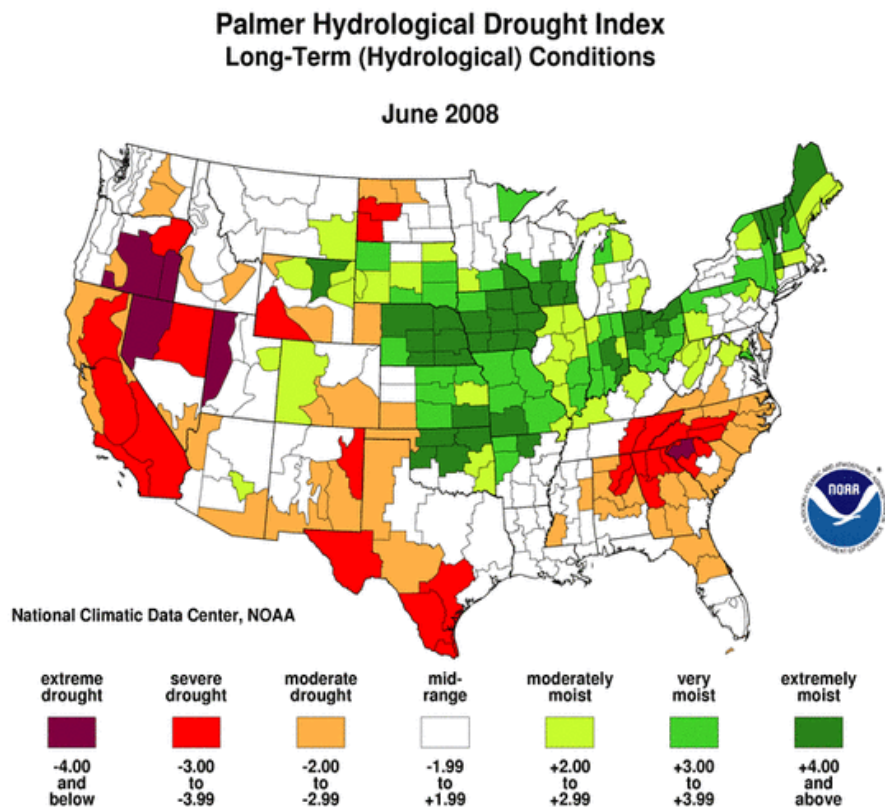 Palmer Hydrological Drought Index
Long-Term (Hydrological) Conditions
June 2008
NOAA
National Climatic Data Center, NOAA
extreme drought
severe drought
moderate drought
mid-range
moderately moist
very moist
extremely moist
-4.00 and below
-3.00 to -3.99
-2.00 to -2.99
-1.99 to +1.99
+2.00 to +2.99
+3.00 to +3.99
+4.00 and above